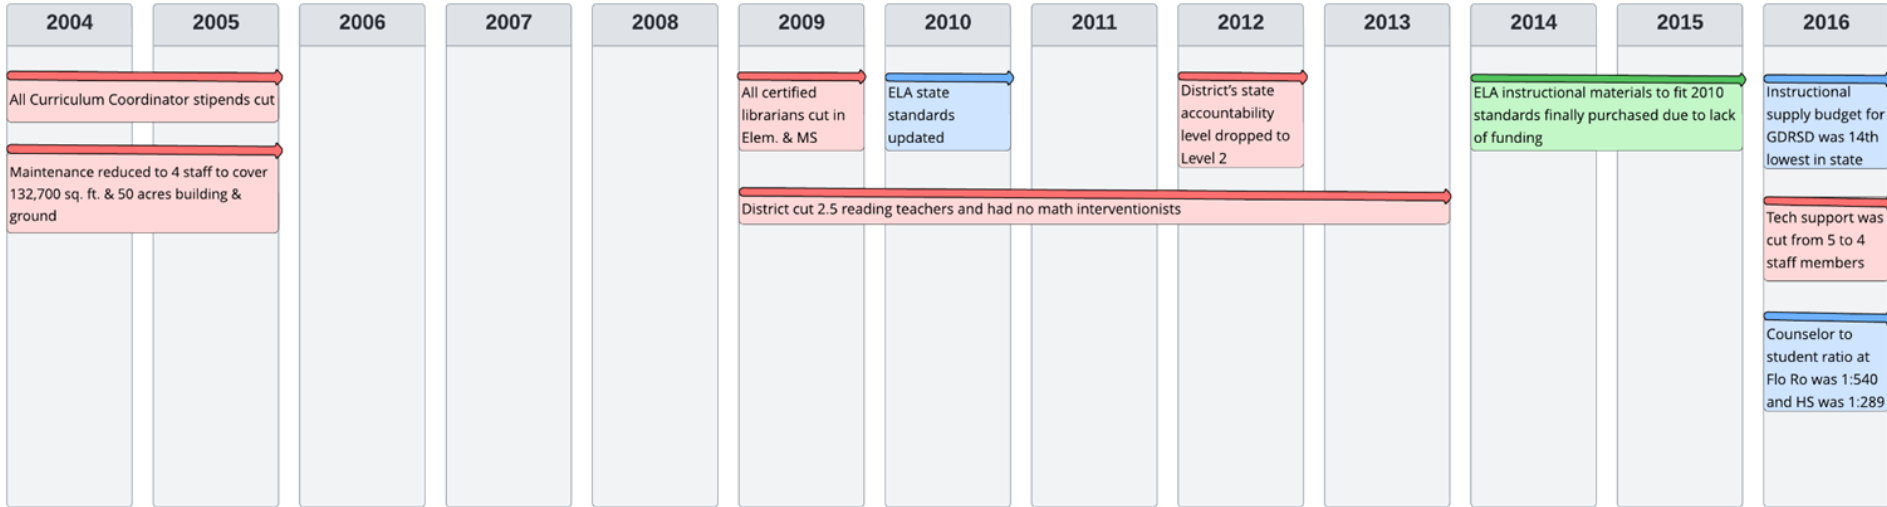 2004 2005 2006 2007 2008 2009 2010 2011 2012 2013 2014 2015 2016
All Curriculum Coordinator stipends cut
Maintenance reduced to 4 staff to cover
132,700 sq. ft. & 50 acres building &
ground
All certified
librarians cut in
Elem. & MS
ELA state
standards
updated
District’s state
accountability
level dropped to
Level 2
District cut 2.5 reading teachers and had no math interventionists
ELA instructional materials to fit 2010
standards finally purchased due to lack
of funding
Instructional
supply budget for
GDRSD was 14th
lowest in state
Tech support was
cut from 5 to 4
staff members
Counselor to
student ratio at
Flo Ro was 1:540
and HS was 1:289